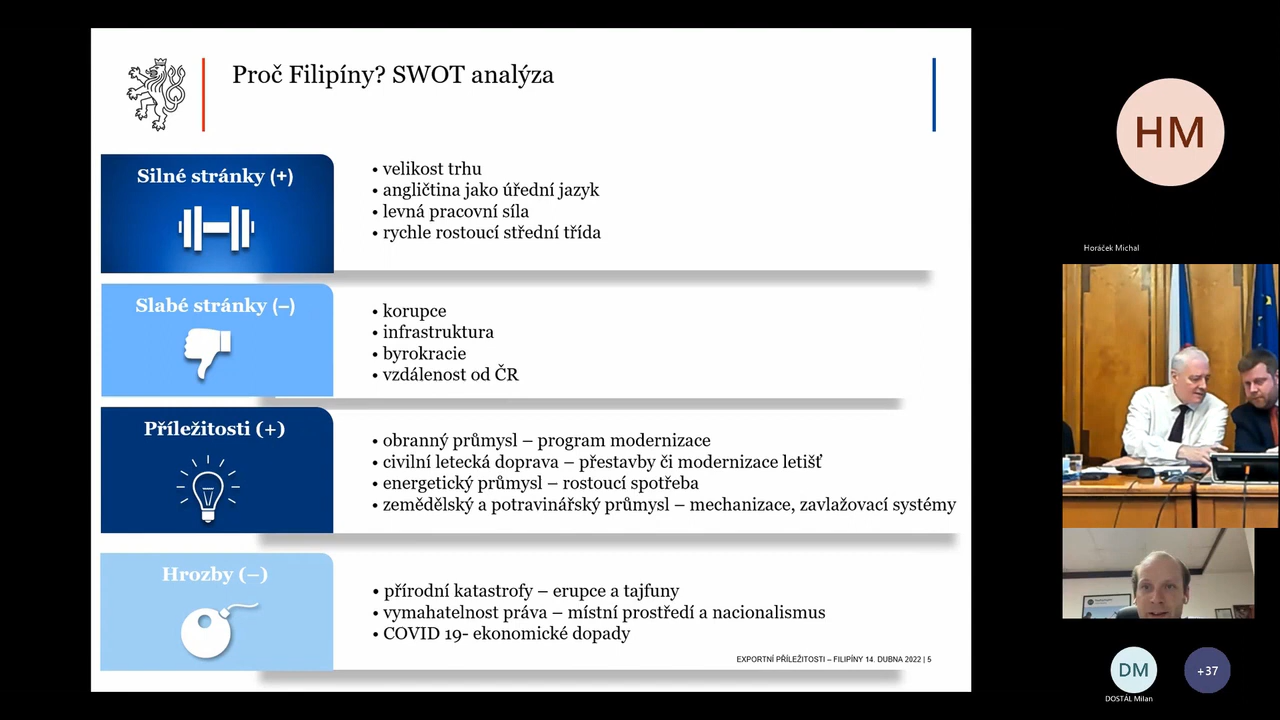 Proč Filipíny? SWOT analýza
Silné stránky (+)
• velikost trhu
• angličtina jako úřední jazyk
• levná pracovní síla
• rychle rostoucí střední třída
Slabé stránky (–)
• korupce
• infrastruktura
• byrokracie
• vzdálenost od ČR
Příležitosti (+)
• obranný průmysl – program modernizace
• civilní letecká doprava – přestavby či modernizace letišť
• energetický průmysl – rostoucí spotřeba
• zemědělský a potravinářský průmysl – mechanizace, zavlažovací systémy
Hrozby (–)
• přírodní katastrofy – erupce a tajfuny
• vymahatelnost práva – místní prostředí a nacionalismus
• COVID 19- ekonomické dopady
EXPORTNÍ PŘÍLEŽITOSTI – FILIPÍNY 14. DUBNA 2022 | 5
HM
Horáček Michal
DM
+37
DOSTÁL Milan